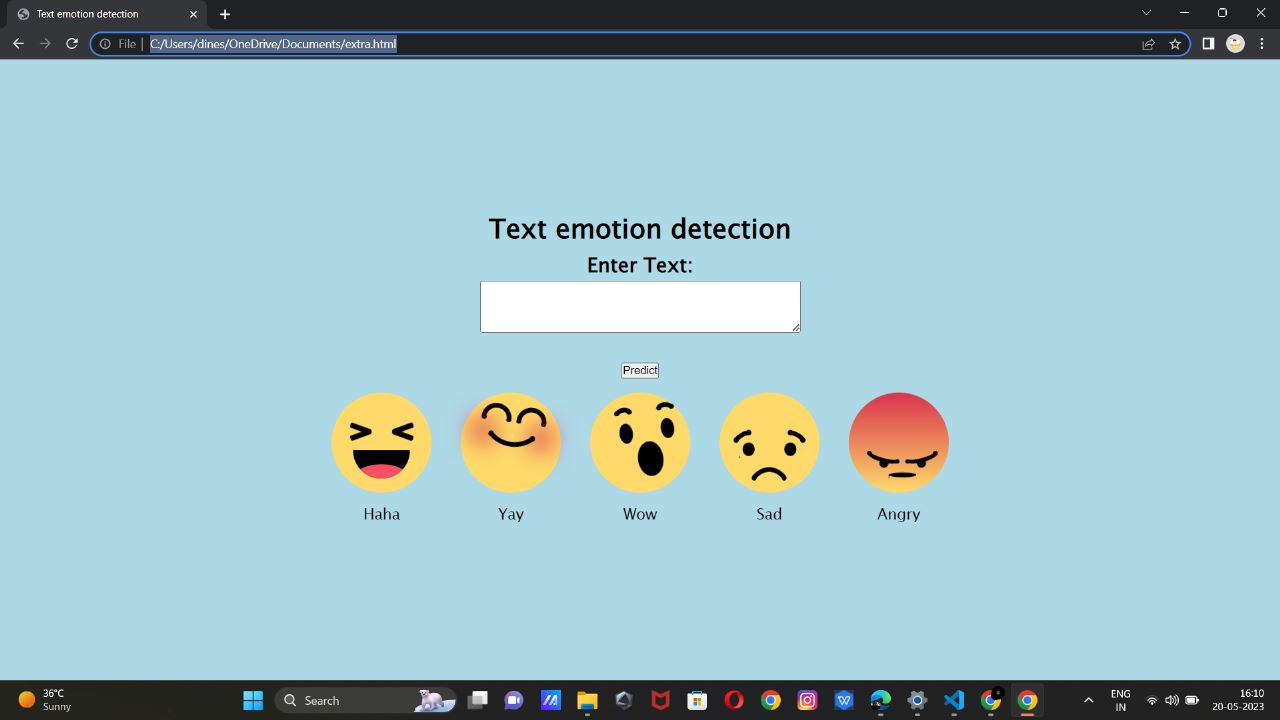 Text emotion detection
File | C:/Users/dines/OneDrive/Documents/extra.html
Text emotion detection
Enter Text:
Predict
Haha Yay Wow Sad Angry
36°C
Sunny
Search
ENG
IN
16:10
20-05-2023